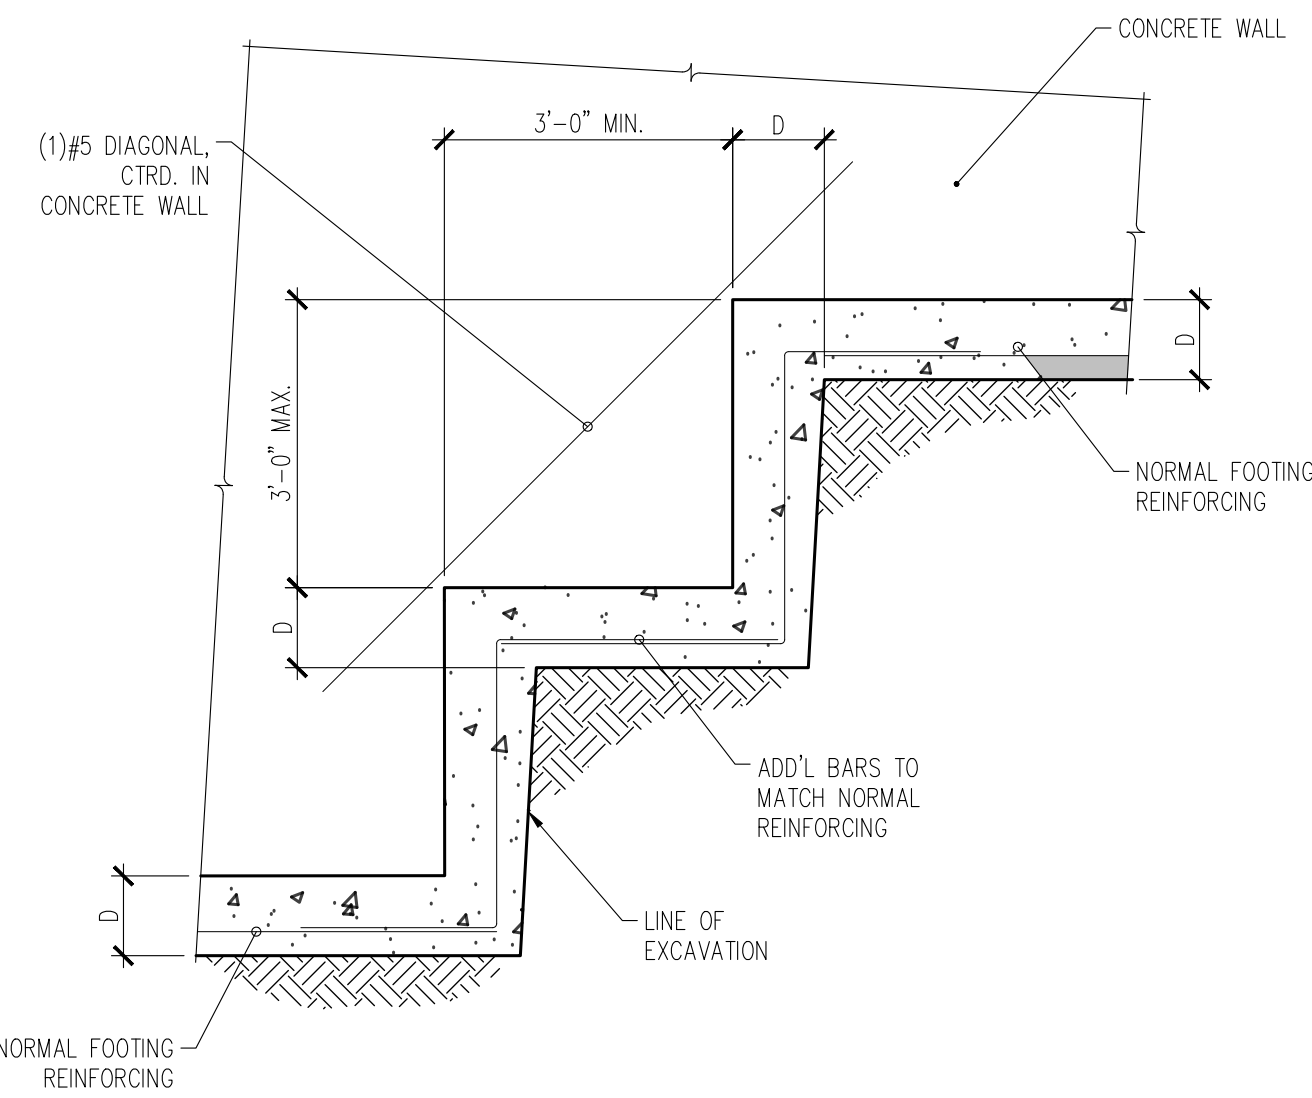 CONCRETE WALL
(1)#5 DIAGONAL,
CTRD. IN
CONCRETE WALL
3'-0" MIN.
D
3'-0" MAX.
D
D
NORMAL FOOTING
REINFORCING
ADD'L BARS TO
MATCH NORMAL
REINFORCING
D
LINE OF
EXCAVATION
NORMAL FOOTING
REINFORCING